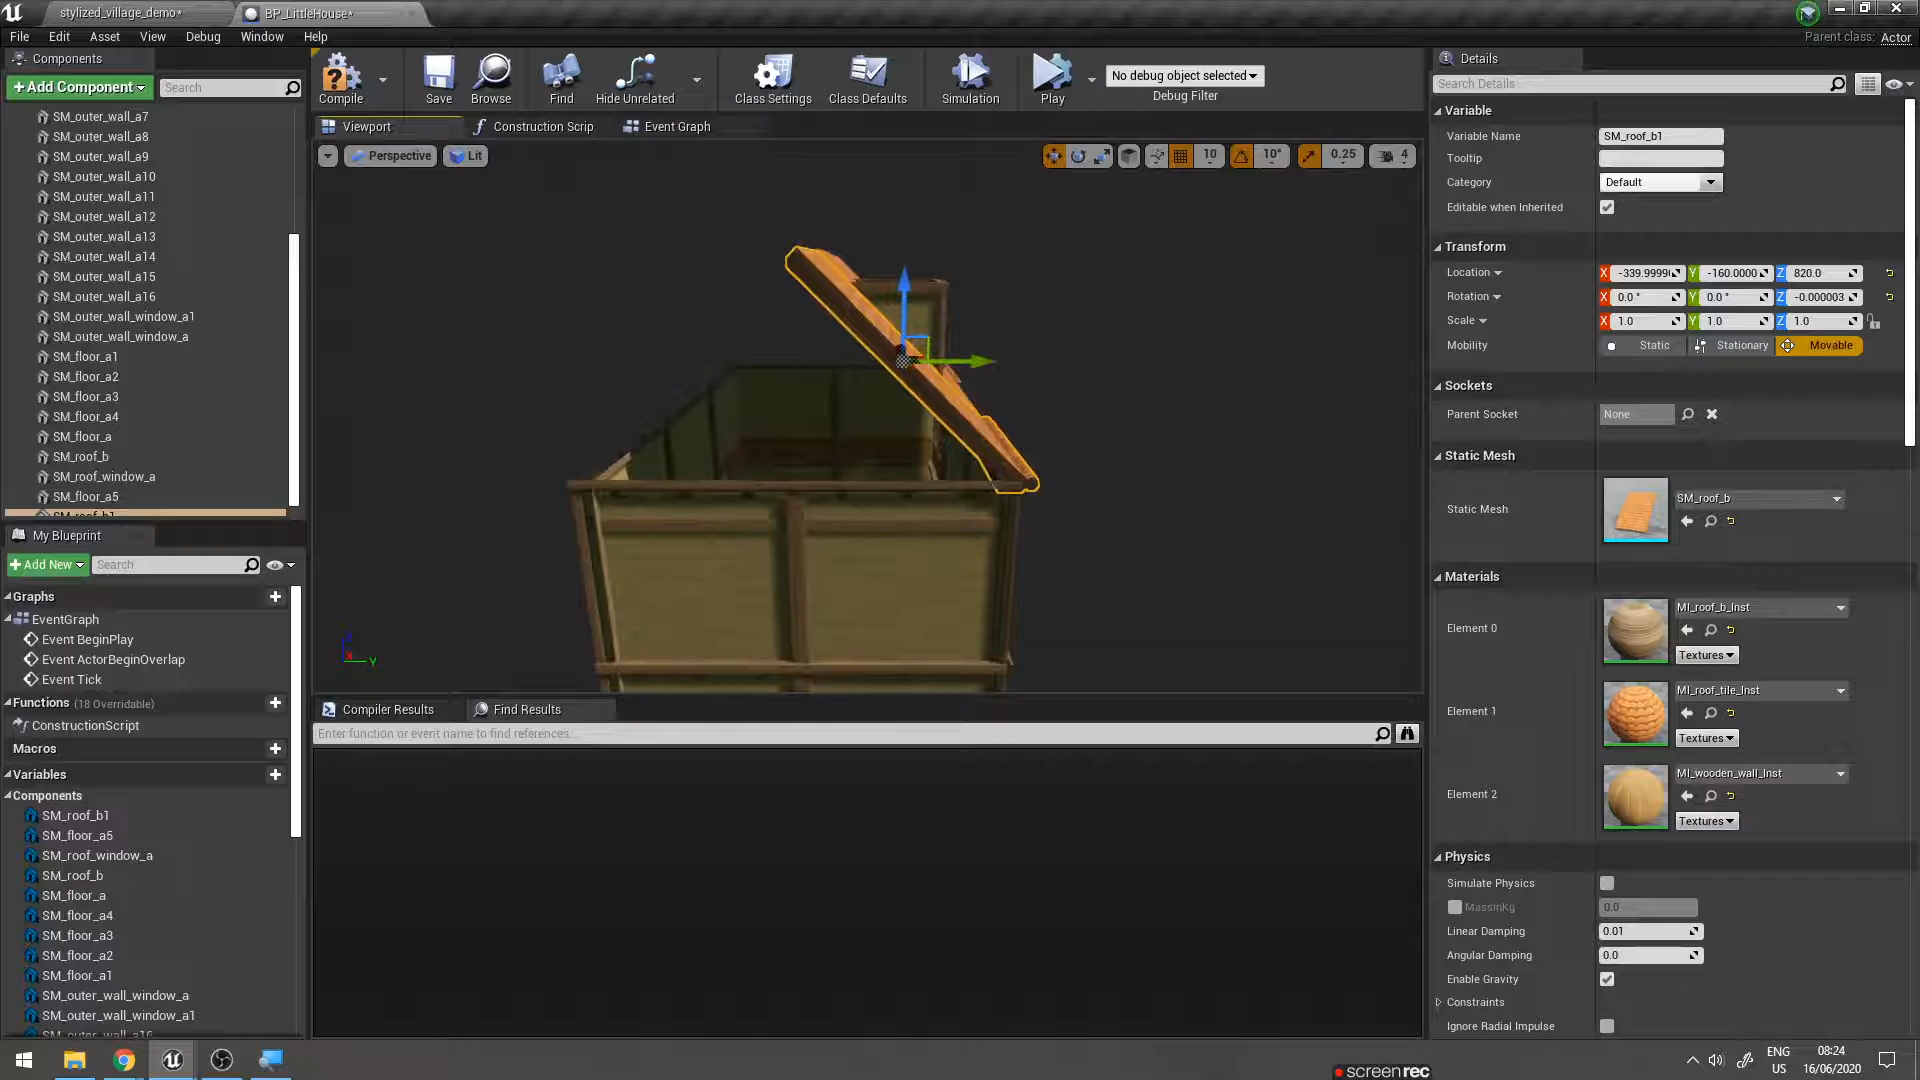 stylized_village_demo*
BP_LittleHouse*
File Edit Asset View Debug Window Help
Parent class: Actor
Components
+Add Component
Search
SM_outer_wall_a7
SM_outer_wall_a8
SM_outer_wall_a9
SM_outer_wall_a10
SM_outer_wall_a11
SM_outer_wall_a12
SM_outer_wall_a13
SM_outer_wall_a14
SM_outer_wall_a15
SM_outer_wall_a16
SM_outer_wall_window_a1
SM_outer_wall_window_a
SM_floor_a1
SM_floor_a2
SM_floor_a3
SM_floor_a4
SM_floor_a
SM_roof_b
SM_roof_window_a
SM_floor_a5
SM_roof_b1
My Blueprint
+Add New
Search
Graphs
EventGraph
Event BeginPlay
Event ActorBeginOverlap
Event Tick
Functions (18 Overridable)
ConstructionScript
Macros
Variables
Components
SM_roof_b1
SM_floor_a5
SM_roof_window_a
SM_roof_b
SM_floor_a
SM_floor_a4
SM_floor_a3
SM_floor_a2
SM_floor_a1
SM_outer_wall_window_a
SM_outer_wall_window_a1
SM_outer_wall_a16
Compile Save Browse Find Hide Unrelated Class Settings Class Defaults Simulation Play
No debug object selected
Debug Filter
Viewport Construction Scrip Event Graph
Perspective Lit
10 10° 0.25 4
X Y
Compiler Results Find Results
Enter function or event name to find references...
Details
Search Details
Variable
Variable Name SM_roof_b1
Tooltip
Category Default
Editable when Inherited
Transform
Location X -339.9999 Y -160.0000 Z 820.0
Rotation X 0.0 ° Y 0.0 ° Z -0.000003
Scale X 1.0 Y 1.0 Z 1.0
Mobility Static Stationary Movable
Sockets
Parent Socket None
Static Mesh
Static Mesh SM_roof_b
Materials
Element 0 MI_roof_b_Inst
Textures
Element 1 MI_roof_tile_Inst
Textures
Element 2 MI_wooden_wall_Inst
Textures
Physics
Simulate Physics
MassInKg 0.0
Linear Damping 0.01
Angular Damping 0.0
Enable Gravity
Constraints
Ignore Radial Impulse
screenrec
ENG
US
08:24
16/06/2020